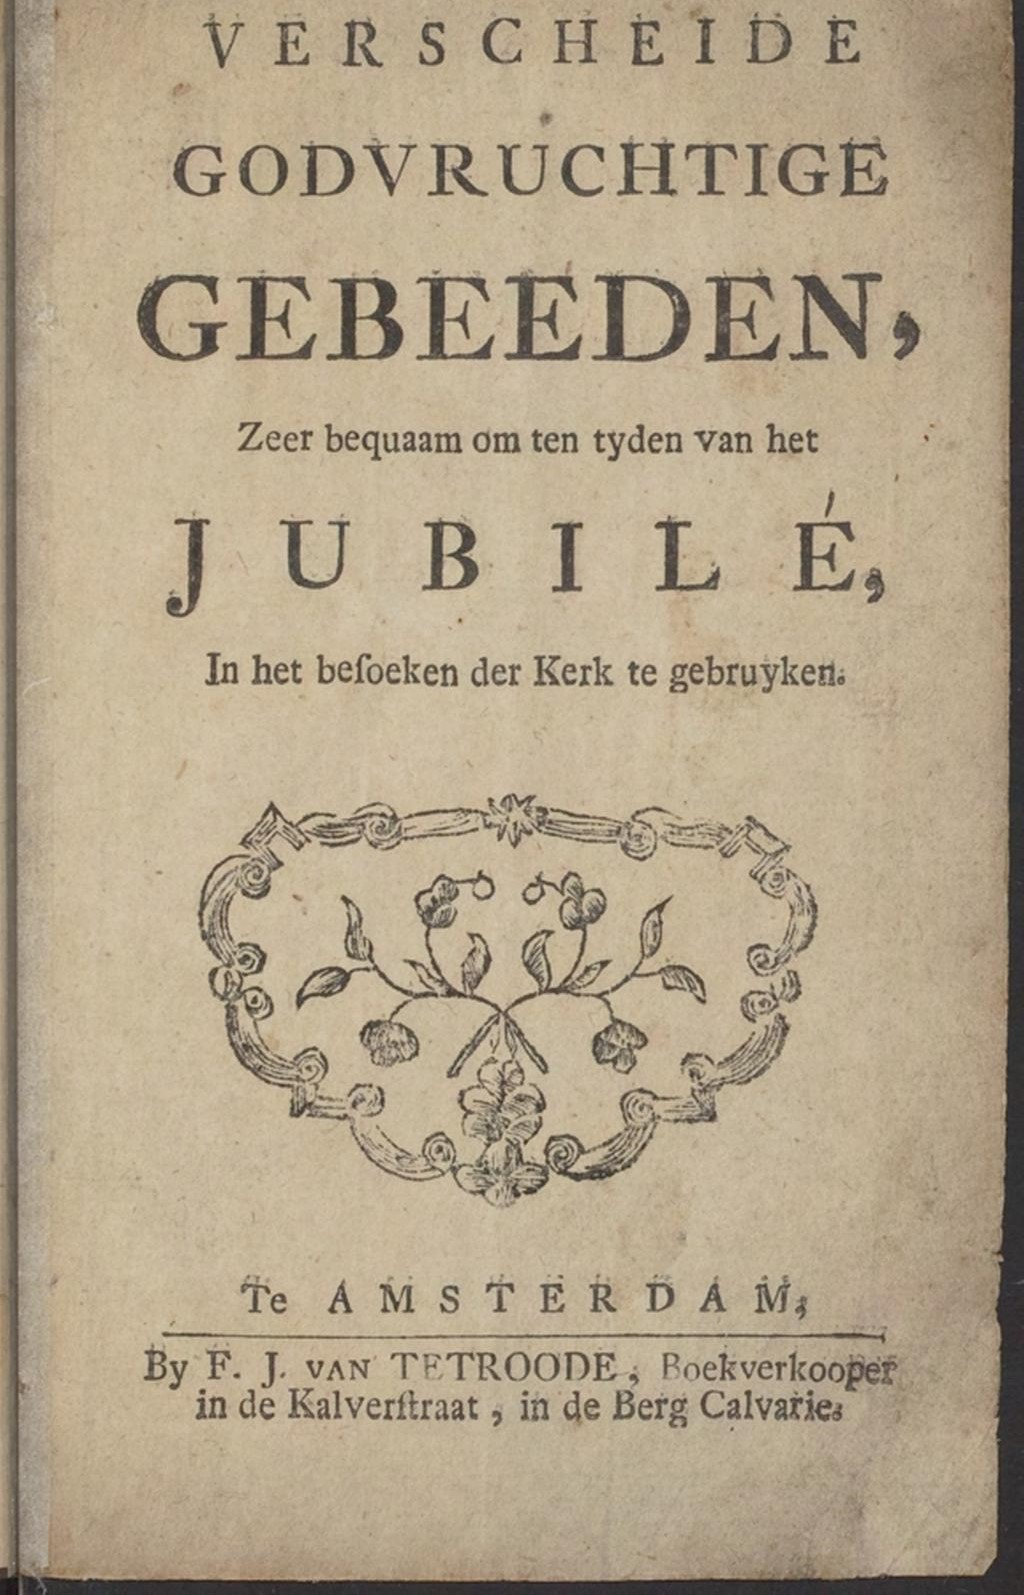 VERSCHEIDE
GODVRUCHTIGE
GEBEEDEN,
Zeer bequaam om ten tyden van het
JUBILÉ,
In het beſoeken der Kerk te gebruyken.
Te AMSTERDAM,
By F. J. VAN TETROODE, Boekverkooper
in de Kalverſtraat, in de Berg Calvarie.